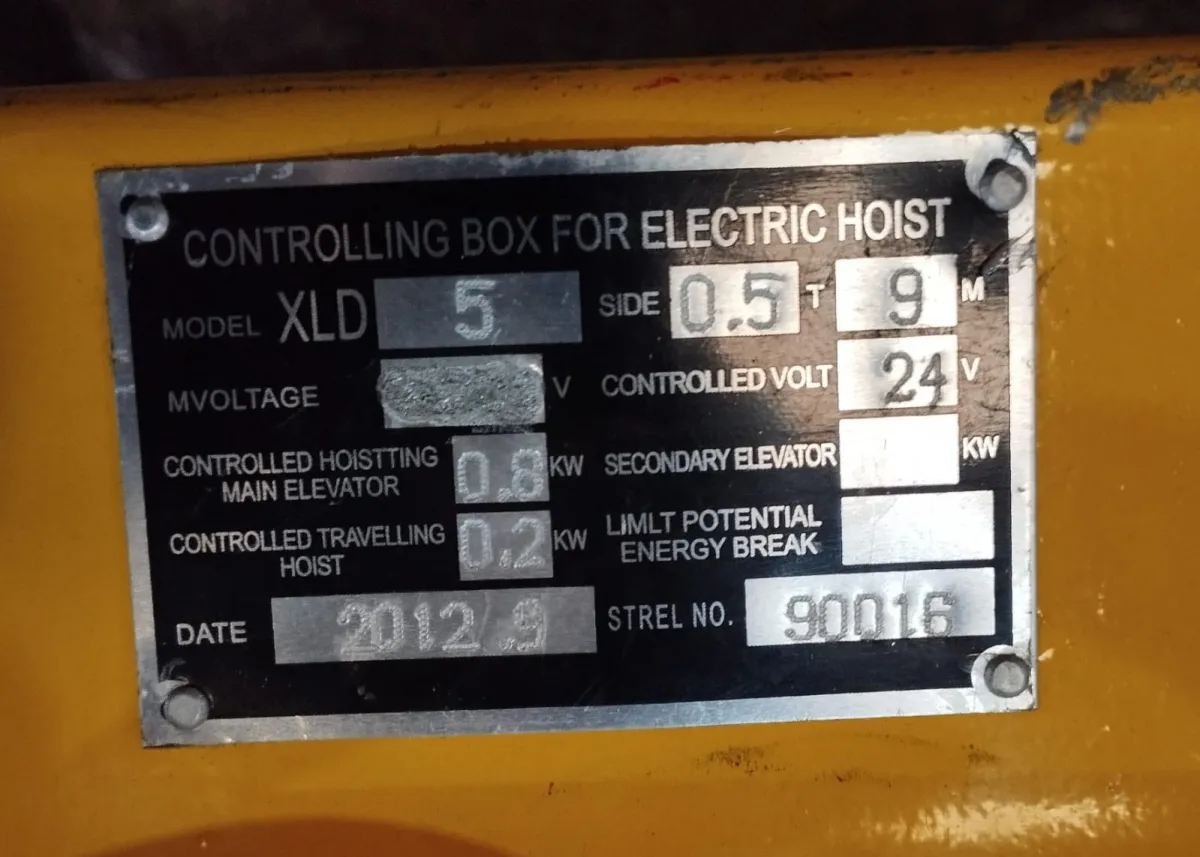 CONTROLLING BOX FOR ELECTRIC HOIST
MODEL XLD 5 SIDE 0.5 T 9 M
MVOLTAGE V CONTROLLED VOLT 24 V
CONTROLLED HOISTTING MAIN ELEVATOR 0.8 KW SECONDARY ELEVATOR KW
CONTROLLED TRAVELLING HOIST 0.2 KW LIMLT POTENTIAL ENERGY BREAK
DATE 2012.9 STREL NO. 90016